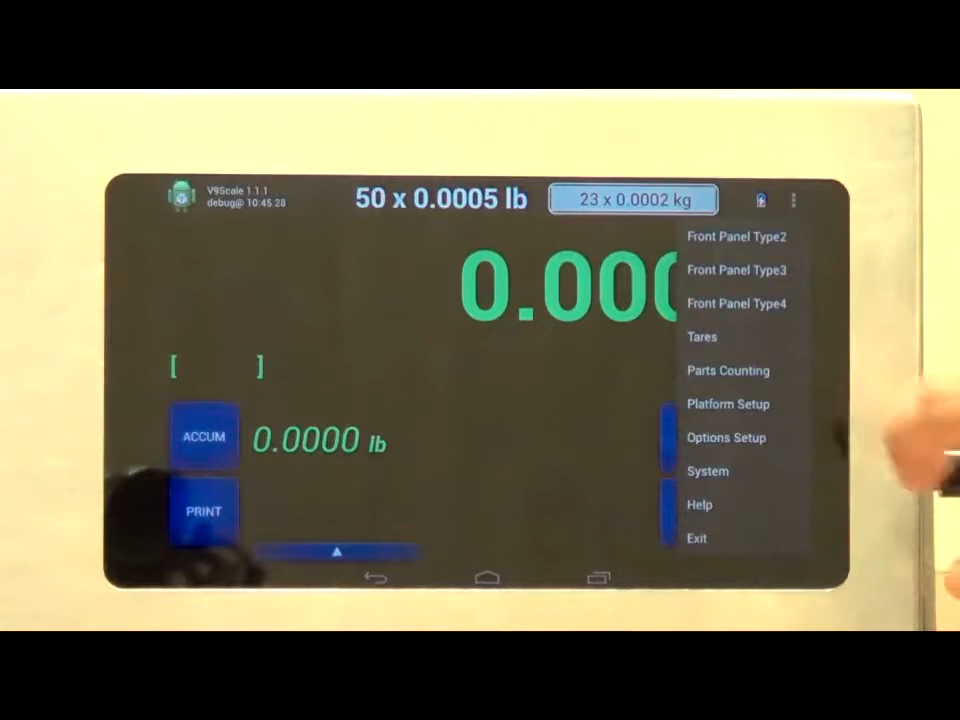 V9Scale 1.1.1
debug@ 10:45.28
50 x 0.0005 lb
23 x 0.0002 kg
Front Panel Type2
Front Panel Type3
Front Panel Type4
Tares
Parts Counting
Platform Setup
Options Setup
System
Help
Exit
0.000
[ ]
ACCUM
0.0000 lb
PRINT